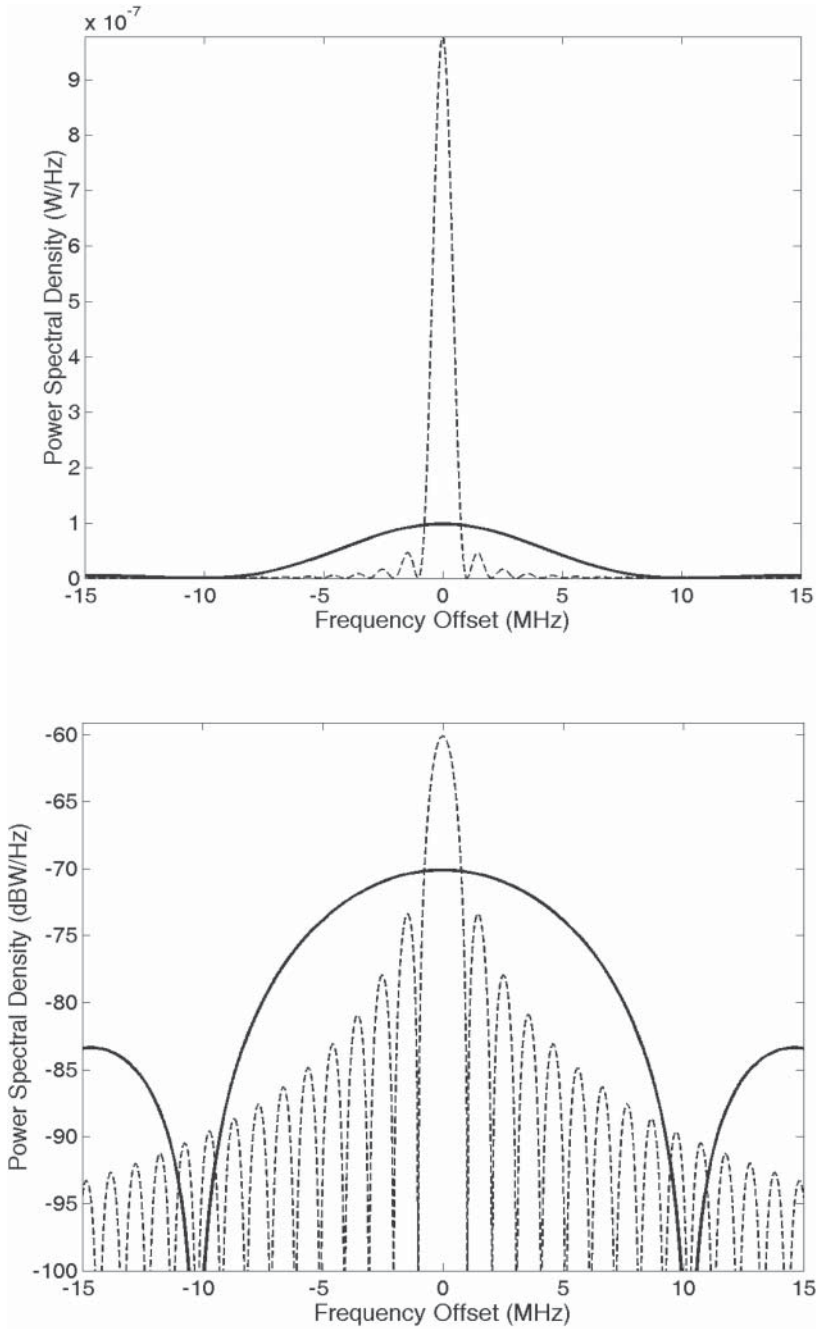 x 10^-7
9
8
7
6
5
4
3
2
1
0
Power Spectral Density (W/Hz)
-15 -10 -5 0 5 10 15
Frequency Offset (MHz)
-60
-65
-70
-75
-80
-85
-90
-95
-100
Power Spectral Density (dBW/Hz)
-15 -10 -5 0 5 10 15
Frequency Offset (MHz)